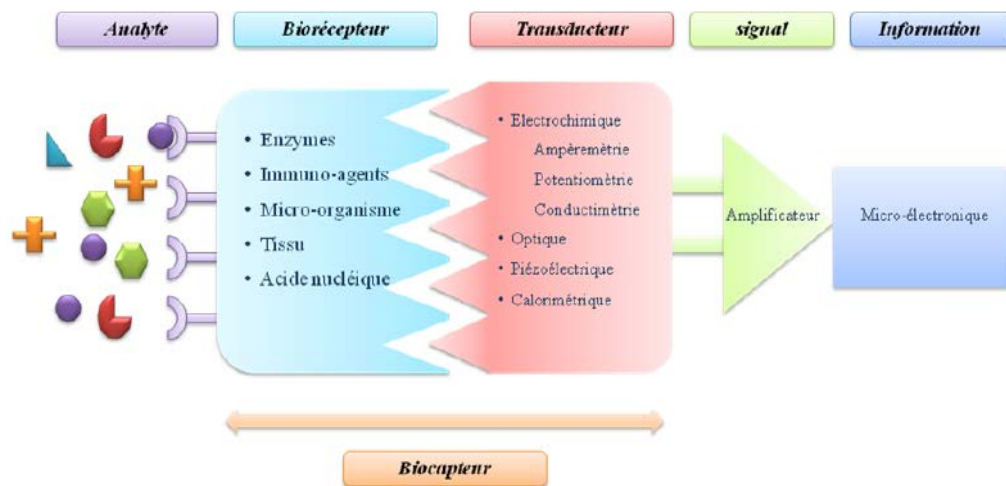 Analyte
Biorécepteur
Transducteur
signal
Information
• Enzymes
• Immuno-agents
• Micro-organisme
• Tissu
• Acide nucléique
• Electrochimique
Ampèremètrie
Potentiomètrie
Conductimètrie
• Optique
• Piézoélectrique
• Calorimétrique
Amplificateur
Micro-électronique
Biocapteur